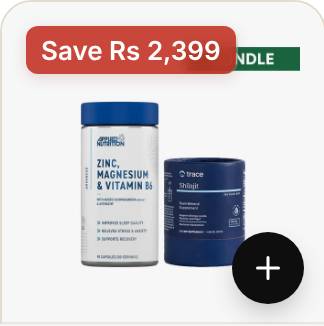 Save Rs 2,399
NDLE
APPLIED
NUTRITION
ZINC,
MAGNESIUM
& VITAMIN B6
IMPROVES SLEEP QUALITY
RELIEVES STRESS & ANXIETY
SUPPORTS RECOVERY
trace
Shilajit